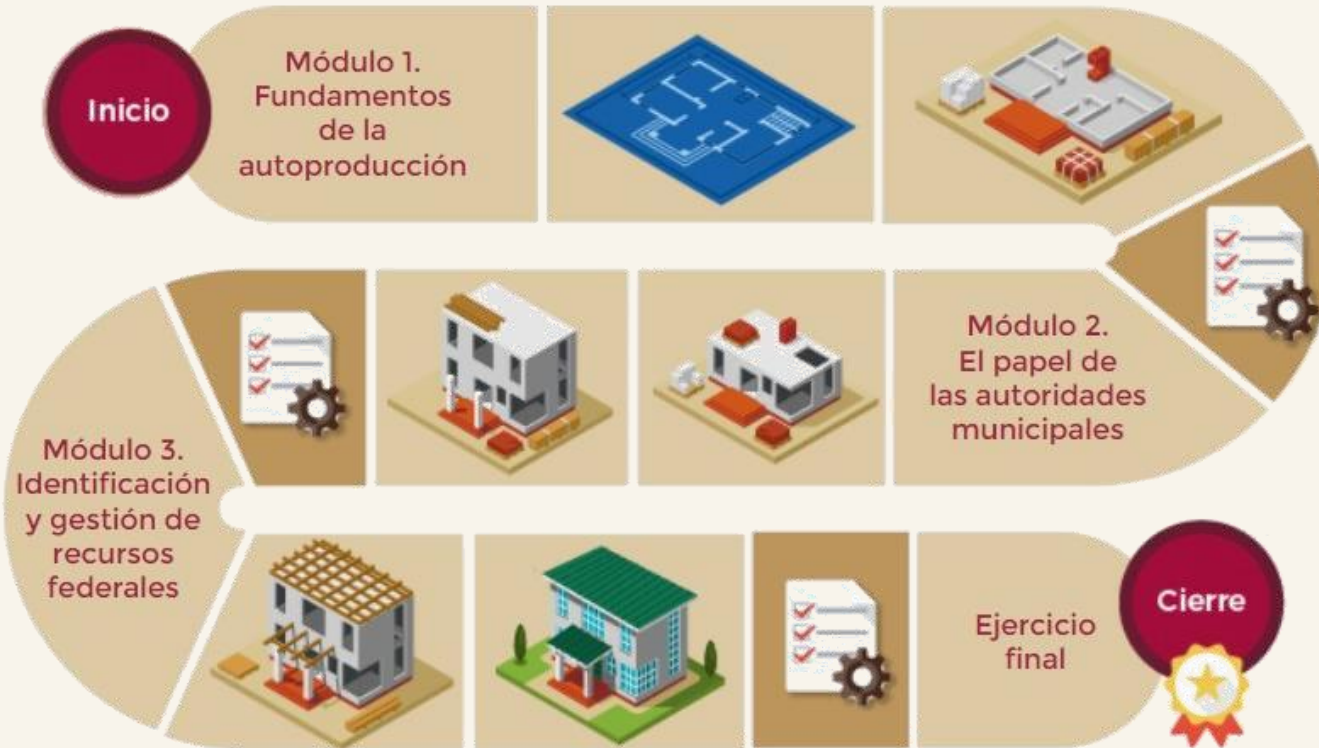 Inicio
Módulo 1.
Fundamentos
de la
autoproducción
Módulo 2.
El papel de
las autoridades
municipales
Módulo 3.
Identificación
y gestión de
recursos
federales
Ejercicio
final
Cierre